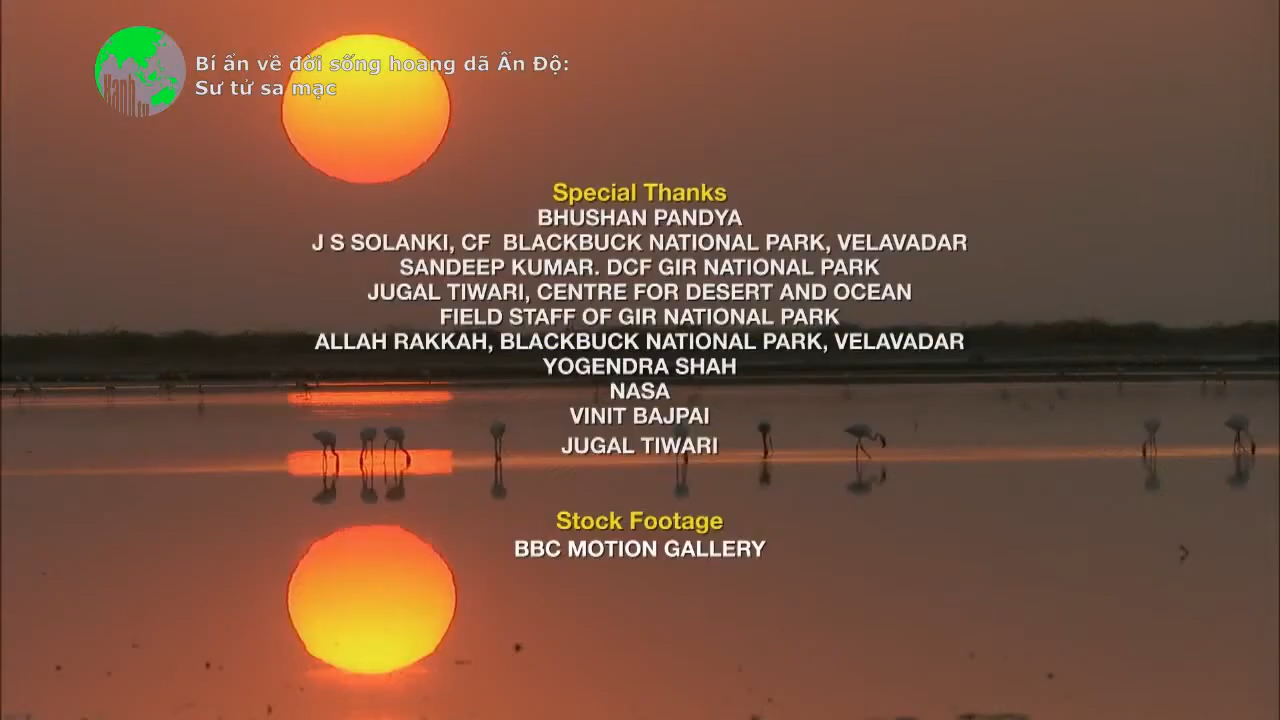 Bí ẩn về đời sống hoang dã Ấn Độ:
Sư tử sa mạc
Xanh tv
Special Thanks
BHUSHAN PANDYA
J S SOLANKI, CF BLACKBUCK NATIONAL PARK, VELAVADAR
SANDEEP KUMAR. DCF GIR NATIONAL PARK
JUGAL TIWARI, CENTRE FOR DESERT AND OCEAN
FIELD STAFF OF GIR NATIONAL PARK
ALLAH RAKKAH, BLACKBUCK NATIONAL PARK, VELAVADAR
YOGENDRA SHAH
NASA
VINIT BAJPAI
JUGAL TIWARI
Stock Footage
BBC MOTION GALLERY